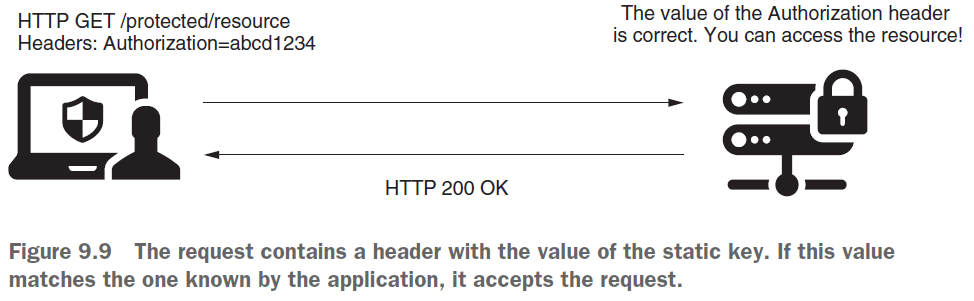 HTTP GET /protected/resource
Headers: Authorization=abcd1234
The value of the Authorization header
is correct. You can access the resource!
HTTP 200 OK
Figure 9.9 The request contains a header with the value of the static key. If this value
matches the one known by the application, it accepts the request.